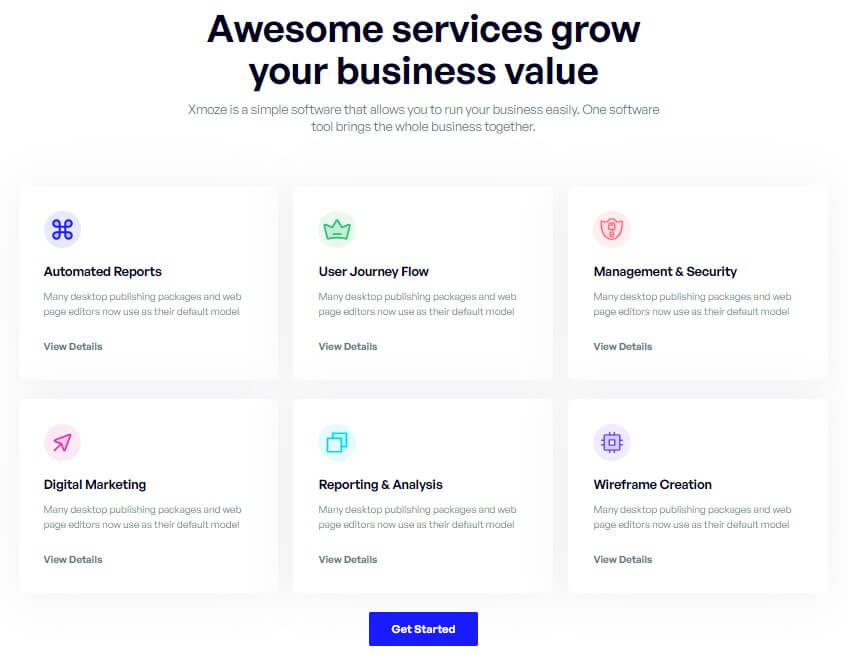 Awesome services grow
your business value
Xmoze is a simple software that allows you to run your business easily. One software
tool brings the whole business together.
Automated Reports
Many desktop publishing packages and web
page editors now use as their default model
View Details
User Journey Flow
Many desktop publishing packages and web
page editors now use as their default model
View Details
Management & Security
Many desktop publishing packages and web
page editors now use as their default model
View Details
Digital Marketing
Many desktop publishing packages and web
page editors now use as their default model
View Details
Reporting & Analysis
Many desktop publishing packages and web
page editors now use as their default model
View Details
Wireframe Creation
Many desktop publishing packages and web
page editors now use as their default model
View Details
Get Started